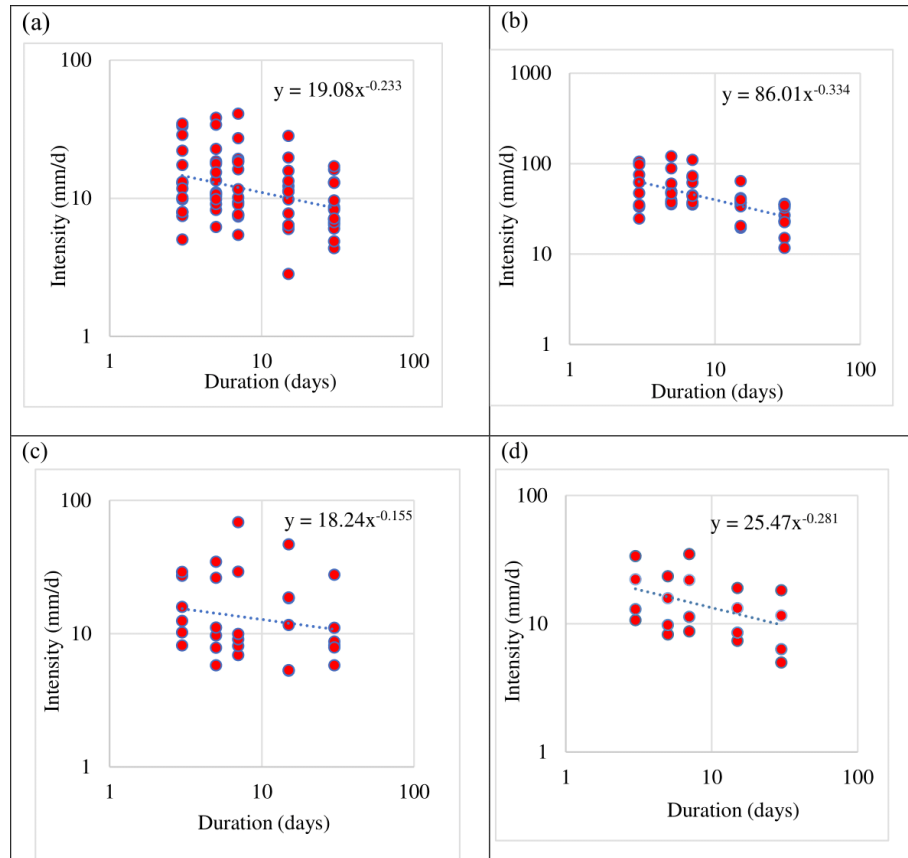 (a)
100
y = 19.08x^-0.233
Intensity (mm/d)
10
1
1 10 100
Duration (days)
(b)
1000
y = 86.01x^-0.334
100
Intensity (mm/d)
10
1
1 10 100
Duration (days)
(c)
100
y = 18.24x^-0.155
Intensity (mm/d)
10
1
1 10 100
Duration (days)
(d)
100
y = 25.47x^-0.281
Intensity (mm/d)
10
1
1 10 100
Duration (days)